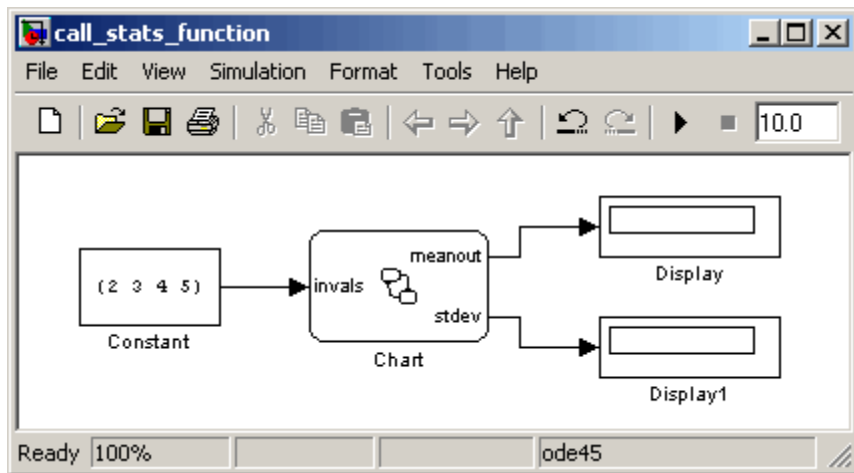 call_stats_function
File Edit View Simulation Format Tools Help
10.0
(2 3 4 5)
Constant
invals
meanout
stdev
Chart
Display
Display1
Ready 100% ode45